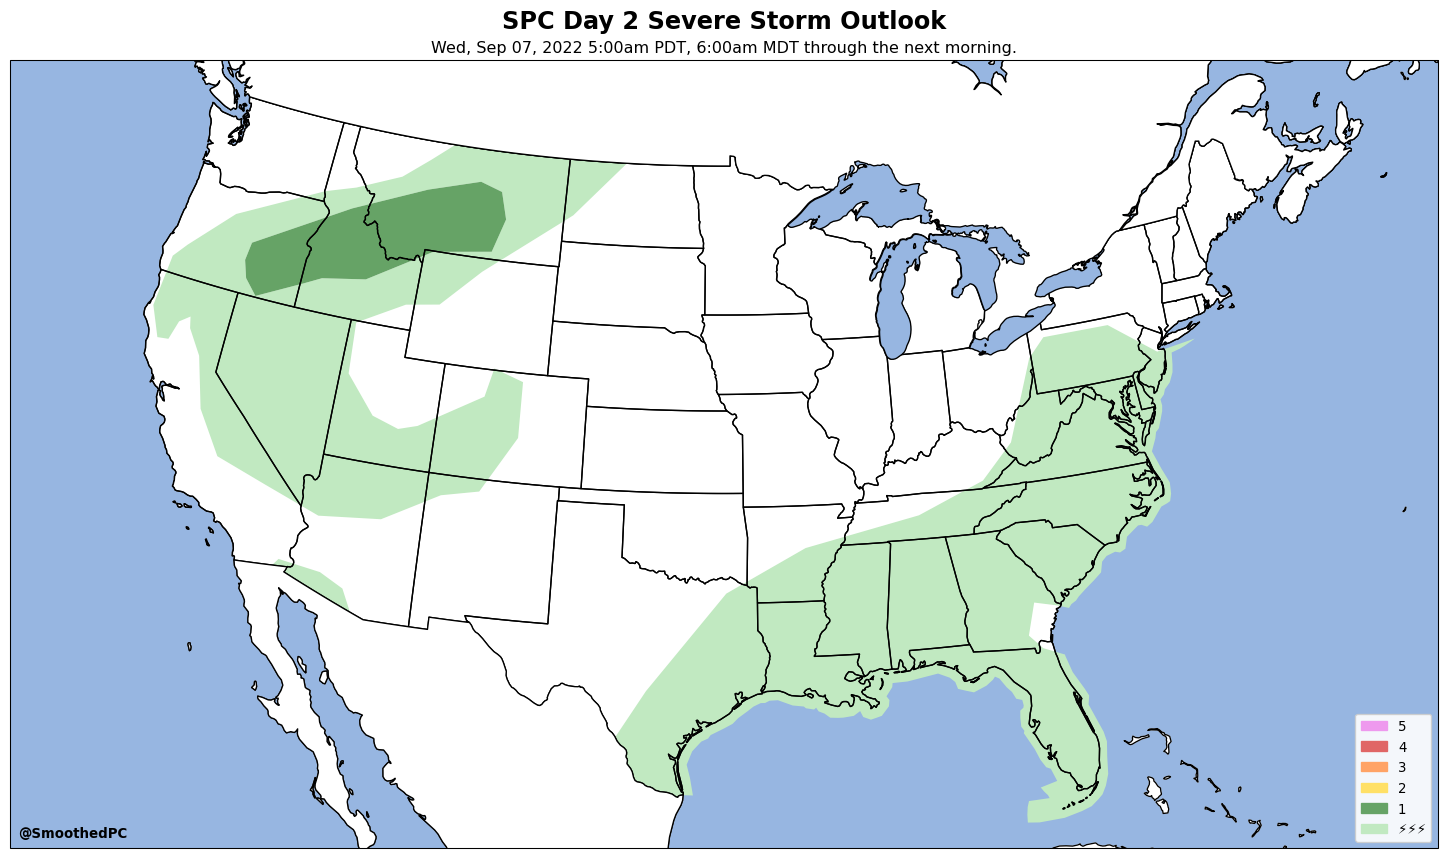 SPC Day 2 Severe Storm Outlook
Wed, Sep 07, 2022 5:00am PDT, 6:00am MDT through the next morning.
5
4
3
2
1
⚡⚡⚡
@SmoothedPC